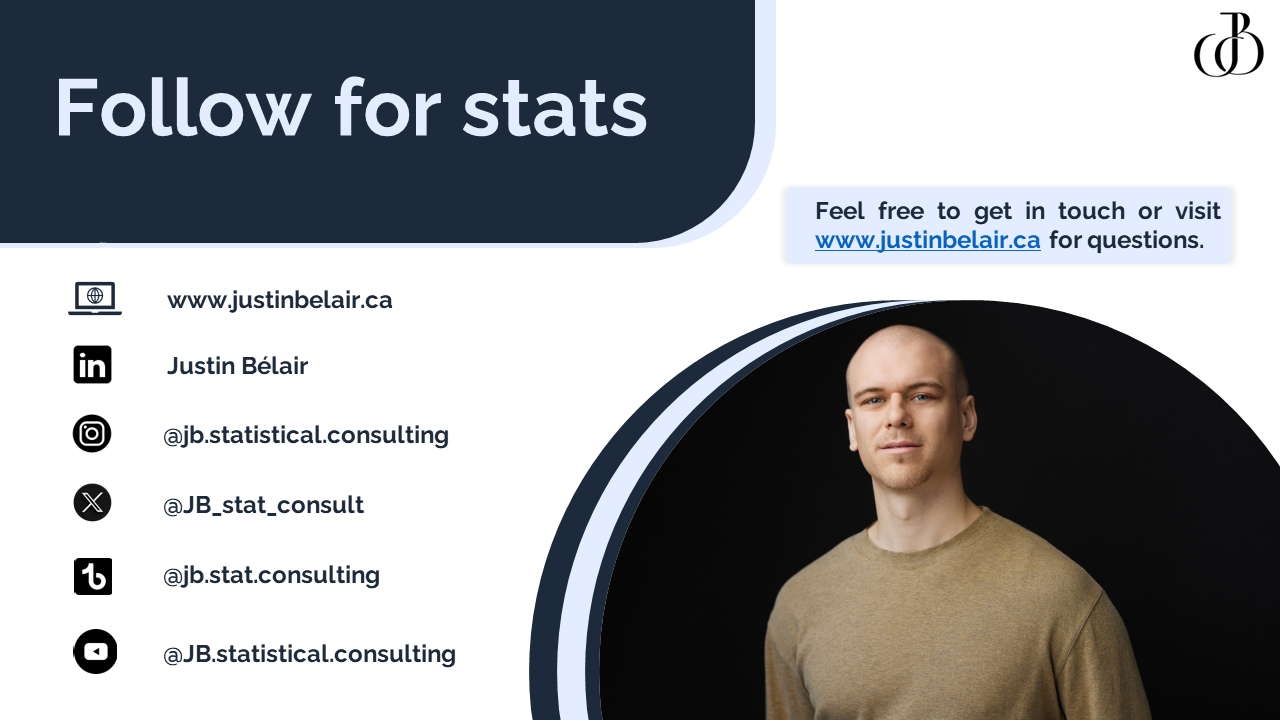 Follow for stats
Feel free to get in touch or visit
www.justinbelair.ca for questions.
www.justinbelair.ca
in Justin Bélair
@jb.statistical.consulting
@JB_stat_consult
@jb.stat.consulting
@JB.statistical.consulting